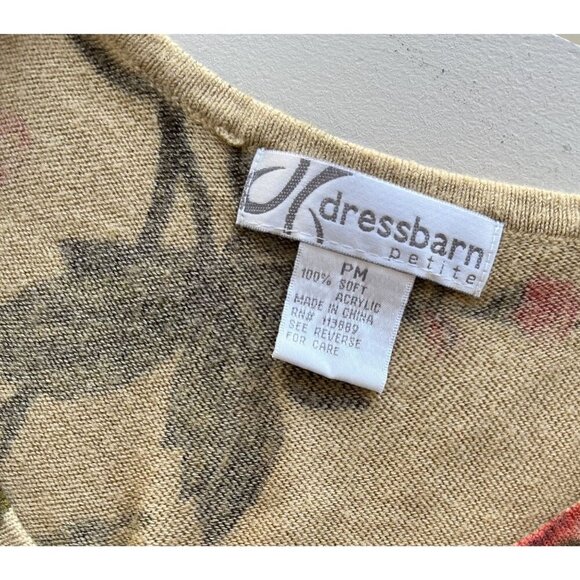 dressbarn
petite
PM
100% SOFT
ACRYLIC
MADE IN CHINA
RN# 113889
SEE REVERSE
FOR CARE